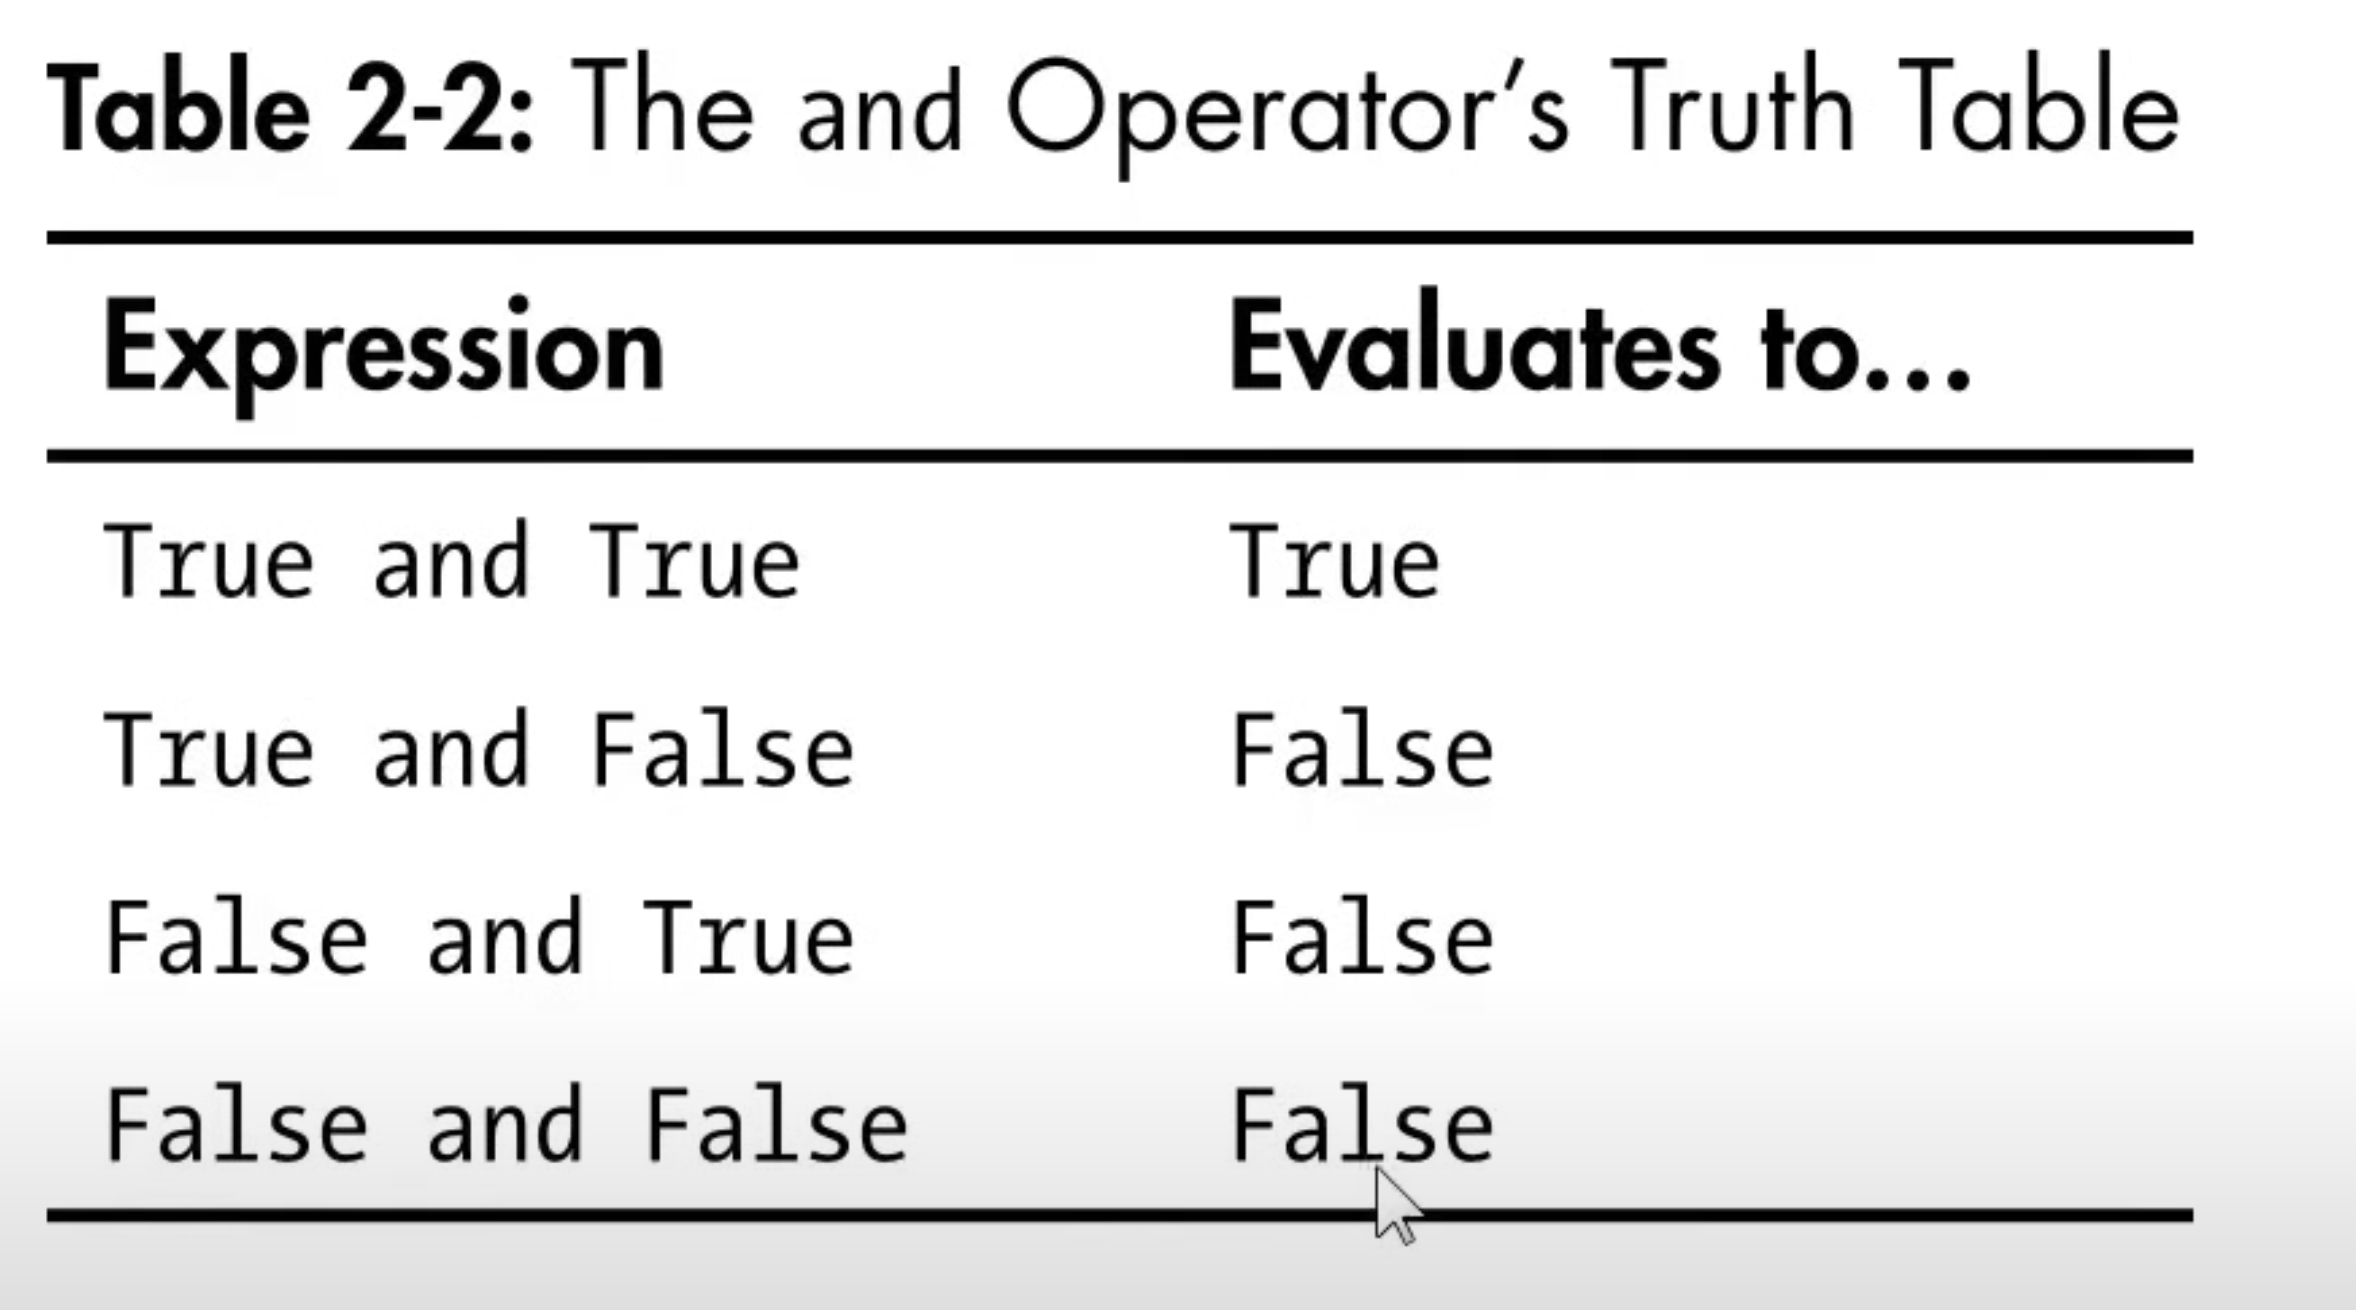 Table 2-2: The and Operator’s Truth Table
Expression Evaluates to...
True and True True
True and False False
False and True False
False and False False